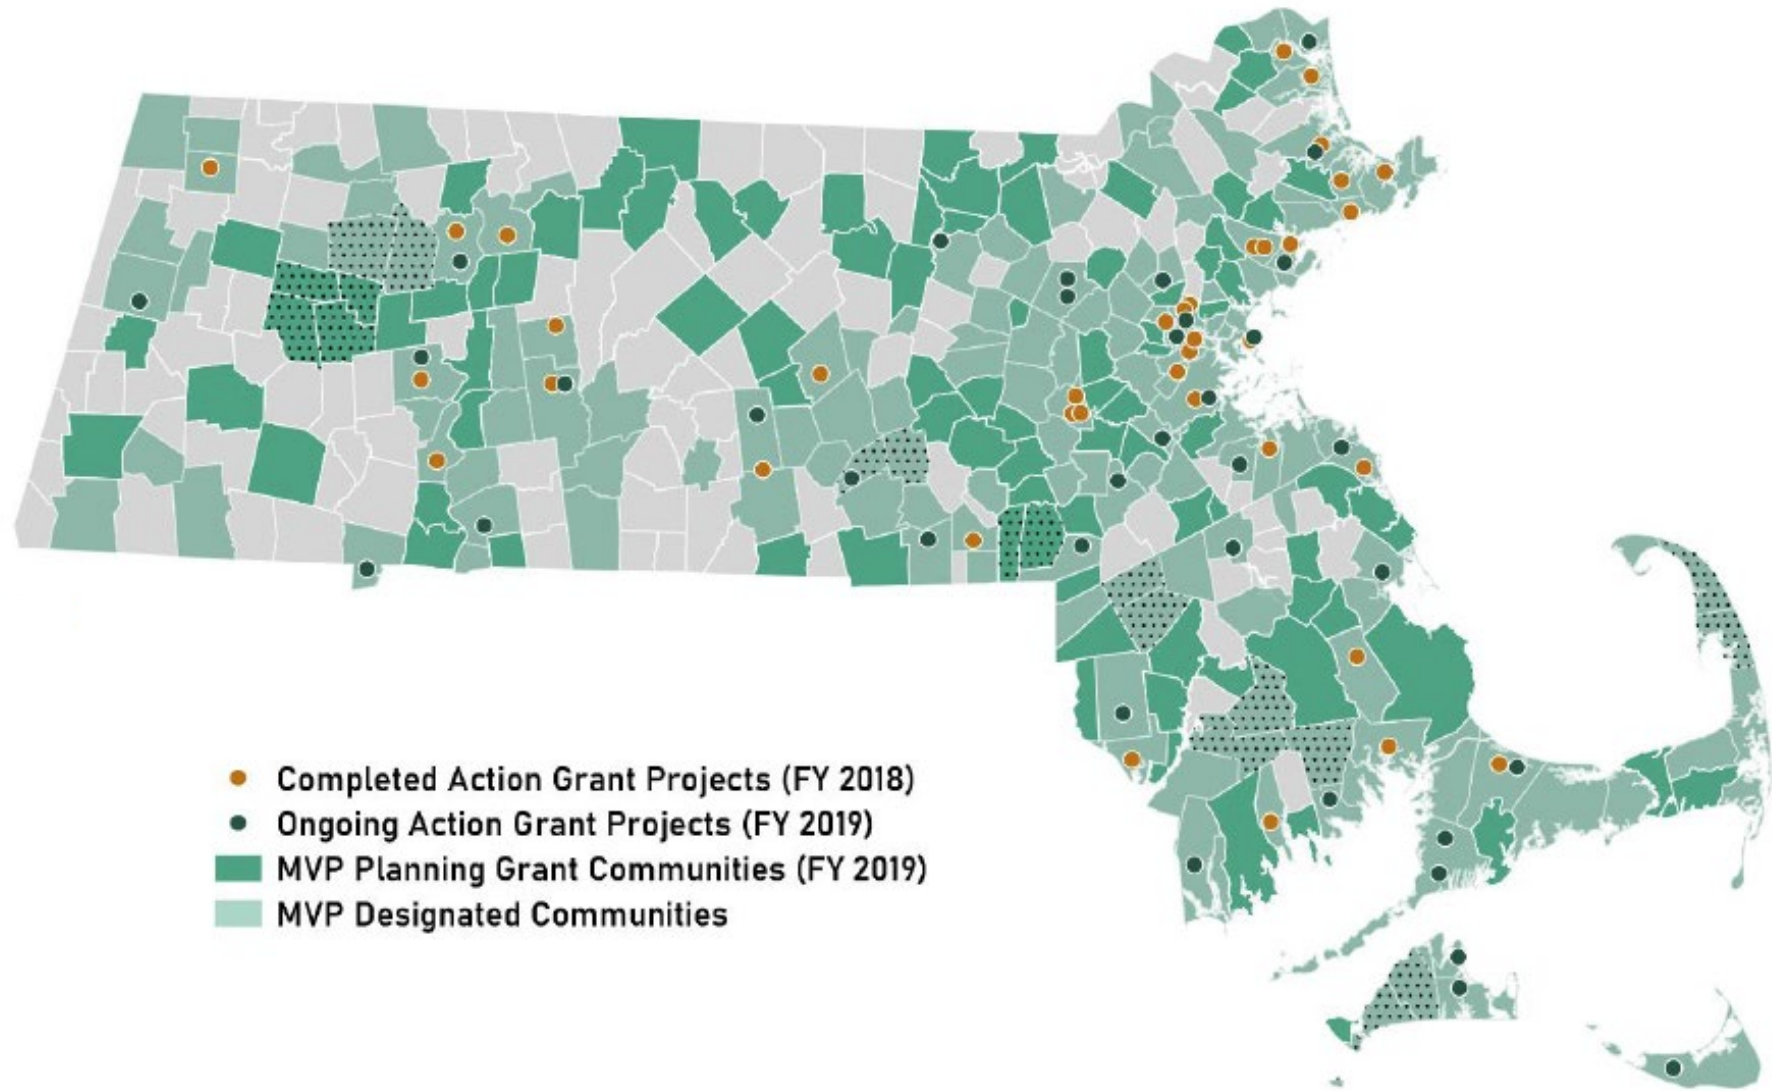 Completed Action Grant Projects (FY 2018)
Ongoing Action Grant Projects (FY 2019)
MVP Planning Grant Communities (FY 2019)
MVP Designated Communities